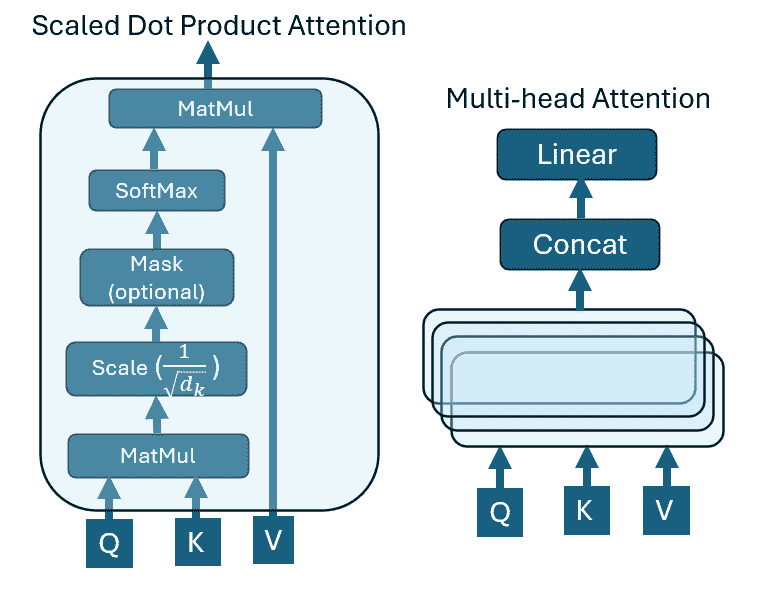 Scaled Dot Product Attention
MatMul
SoftMax
Mask
(optional)
Scale (1/√d_k)
MatMul
Q
K
V
Multi-head Attention
Linear
Concat
Q
K
V